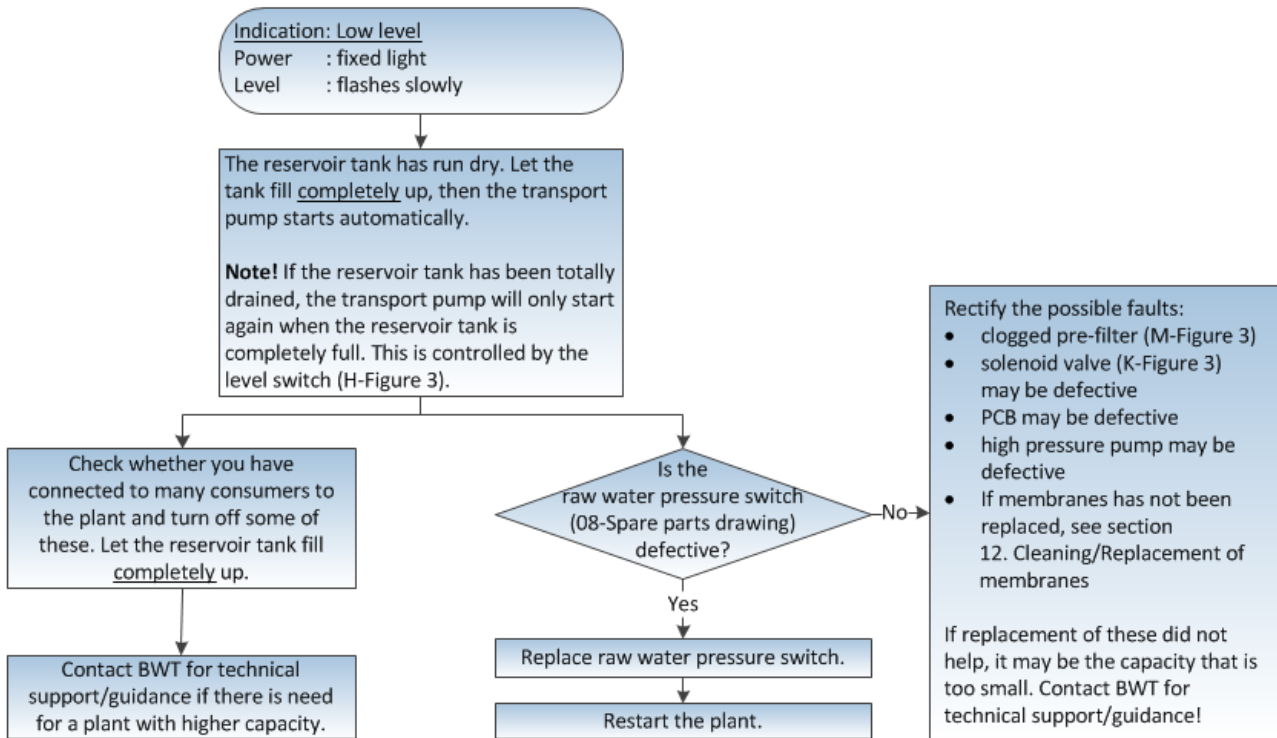 Indication: Low level
Power : fixed light
Level : flashes slowly
The reservoir tank has run dry. Let the
tank fill completely up, then the transport
pump starts automatically.
Note! If the reservoir tank has been totally
drained, the transport pump will only start
again when the reservoir tank is
completely full. This is controlled by the
level switch (H-Figure 3).
Check whether you have
connected to many consumers to
the plant and turn off some of
these. Let the reservoir tank fill
completely up.
Contact BWT for technical
support/guidance if there is need
for a plant with higher capacity.
Is the
raw water pressure switch
(08-Spare parts drawing)
defective?
Yes
Replace raw water pressure switch.
Restart the plant.
No
Rectify the possible faults:
• clogged pre-filter (M-Figure 3)
• solenoid valve (K-Figure 3)
may be defective
• PCB may be defective
• high pressure pump may be
defective
• If membranes has not been
replaced, see section
12. Cleaning/Replacement of
membranes
If replacement of these did not
help, it may be the capacity that is
too small. Contact BWT for
technical support/guidance!